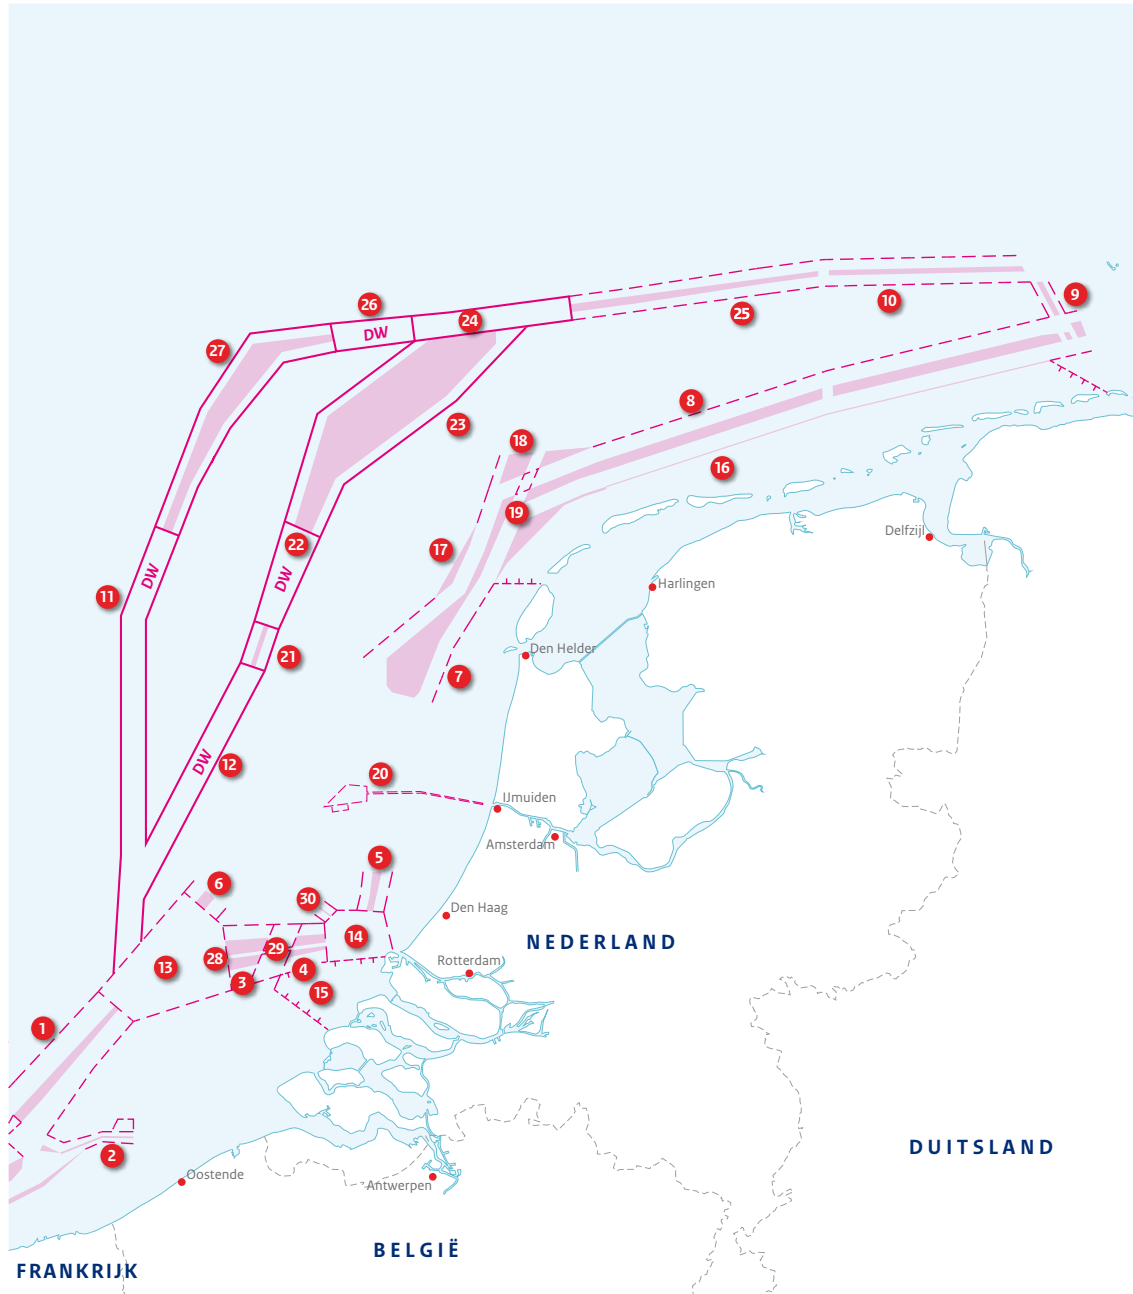 9
26
10
25
24
DW
27
8
23
18
16
19
Delfzijl
17
22
DW
DW
Harlingen
11
Den Helder
21
7
DW
12
20
IJmuiden
Amsterdam
5
6
30
Den Haag
14
NEDERLAND
29
28
Rotterdam
13
4
3
15
1
DUITSLAND
2
Oostende
Antwerpen
BELGIË
FRANKRIJK